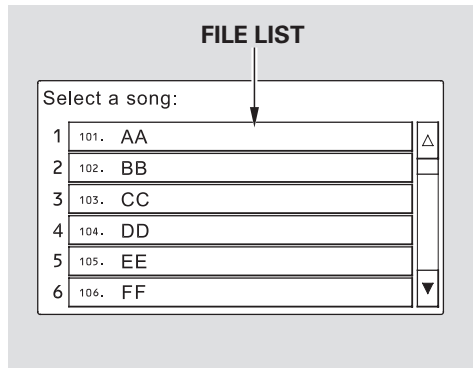 FILE LIST
Select a song:
1 101. AA
2 102. BB
3 103. CC
4 104. DD
5 105. EE
6 106. FF